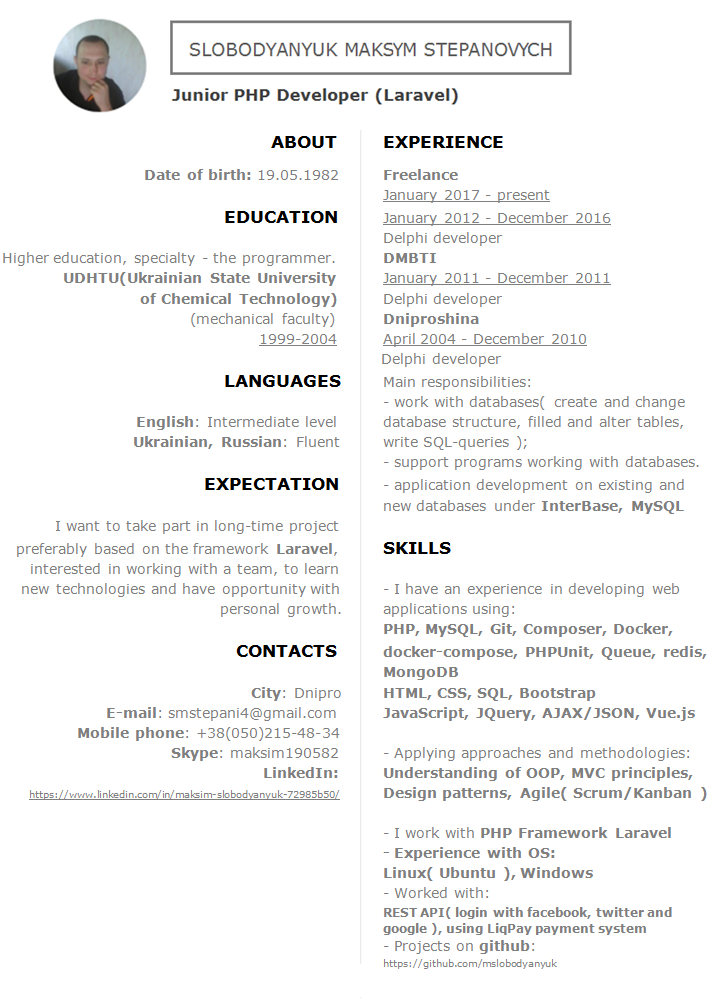 SLOBODYANYUK MAKSYM STEPANOVYCH
Junior PHP Developer (Laravel)
ABOUT
Date of birth: 19.05.1982
EDUCATION
Higher education, specialty - the programmer.
UDHTU(Ukrainian State University
of Chemical Technology)
(mechanical faculty)
1999-2004
LANGUAGES
English: Intermediate level
Ukrainian, Russian: Fluent
EXPECTATION
I want to take part in long-time project
preferably based on the framework Laravel,
interested in working with a team, to learn
new technologies and have opportunity with
personal growth.
CONTACTS
City: Dnipro
E-mail: smstepani4@gmail.com
Mobile phone: +38(050)215-48-34
Skype: maksim190582
LinkedIn:
https://www.linkedin.com/in/maksim-slobodyanyuk-72985b50/
EXPERIENCE
Freelance
January 2017 - present
January 2012 - December 2016
Delphi developer
DMBTI
January 2011 - December 2011
Delphi developer
Dniproshina
April 2004 - December 2010
Delphi developer
Main responsibilities:
- work with databases( create and change
database structure, filled and alter tables,
write SQL-queries );
- support programs working with databases.
- application development on existing and
new databases under InterBase, MySQL
SKILLS
- I have an experience in developing web
applications using:
PHP, MySQL, Git, Composer, Docker,
docker-compose, PHPUnit, Queue, redis,
MongoDB
HTML, CSS, SQL, Bootstrap
JavaScript, JQuery, AJAX/JSON, Vue.js
- Applying approaches and methodologies:
Understanding of OOP, MVC principles,
Design patterns, Agile( Scrum/Kanban )
- I work with PHP Framework Laravel
- Experience with OS:
Linux( Ubuntu ), Windows
- Worked with:
REST API( login with facebook, twitter and
google ), using LiqPay payment system
- Projects on github:
https://github.com/mslobodyanyuk